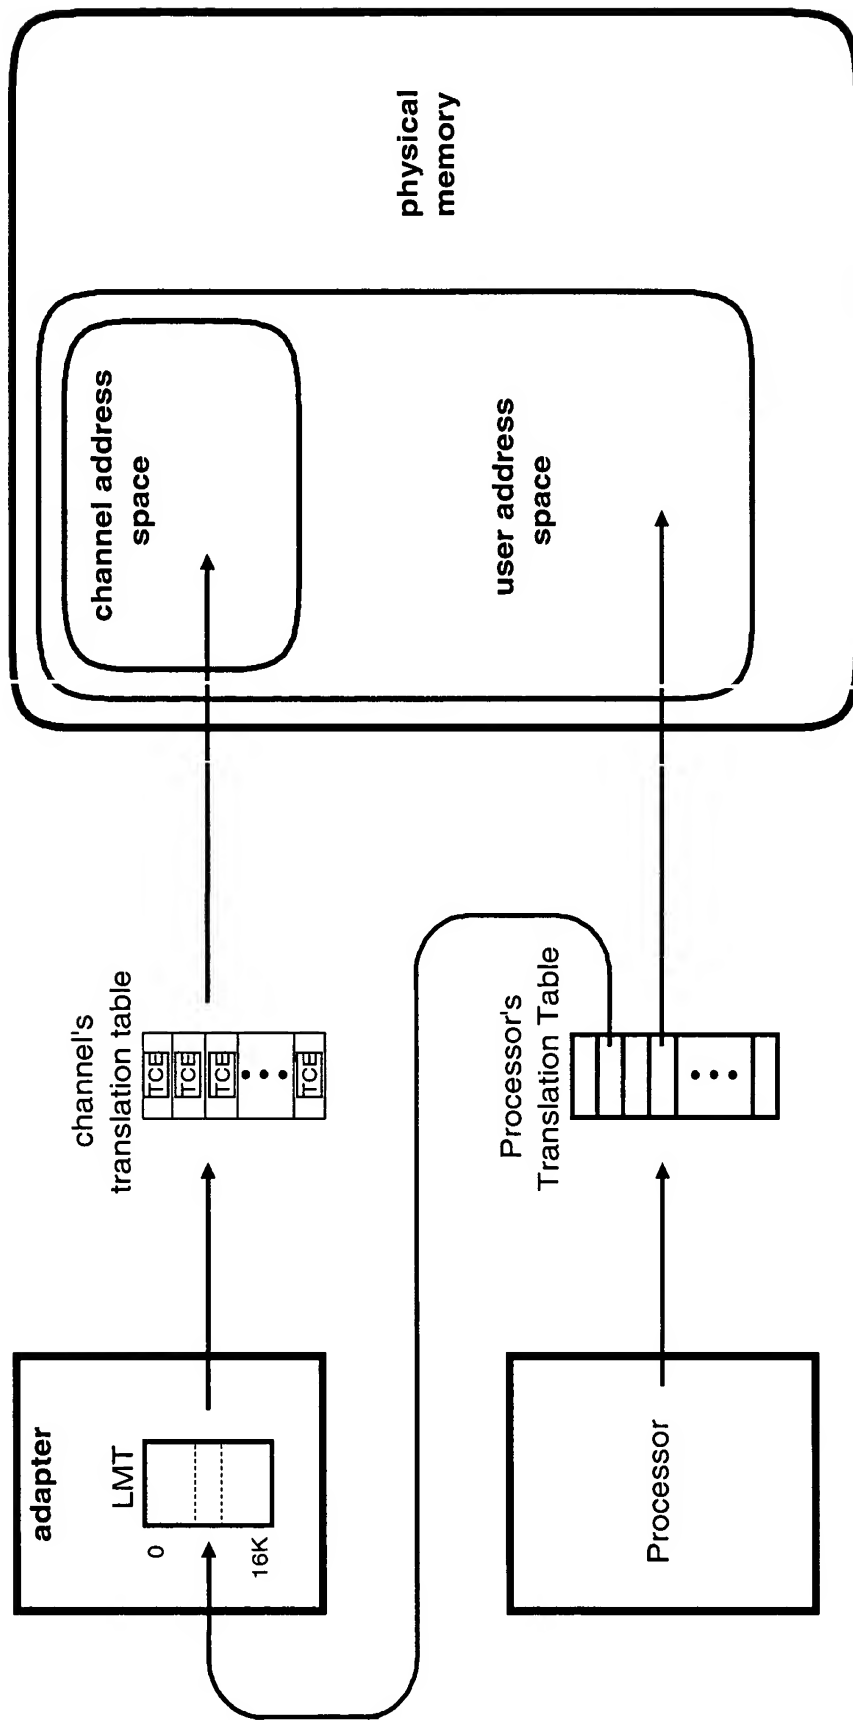 adapter
LMT
0
16K
channel's
translation table
TCE
TCE
TCE
TCE
channel address
space
physical
memory
user address
space
Processor's
Translation Table
Processor